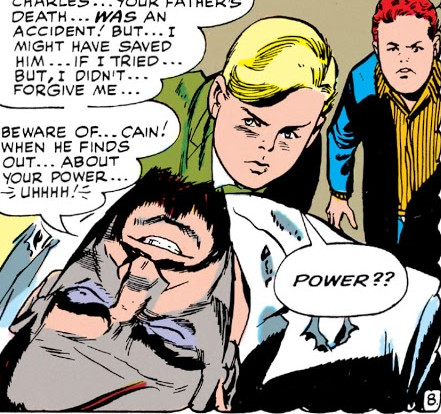 CHARLES... YOUR FATHER'S
DEATH... WAS AN
ACCIDENT! BUT... I
MIGHT HAVE SAVED
HIM... IF I TRIED...
BUT, I DIDN'T...
FORGIVE ME...
BEWARE OF... CAIN!
WHEN HE FINDS
OUT... ABOUT
YOUR POWER...
UHHHH!
POWER??
8